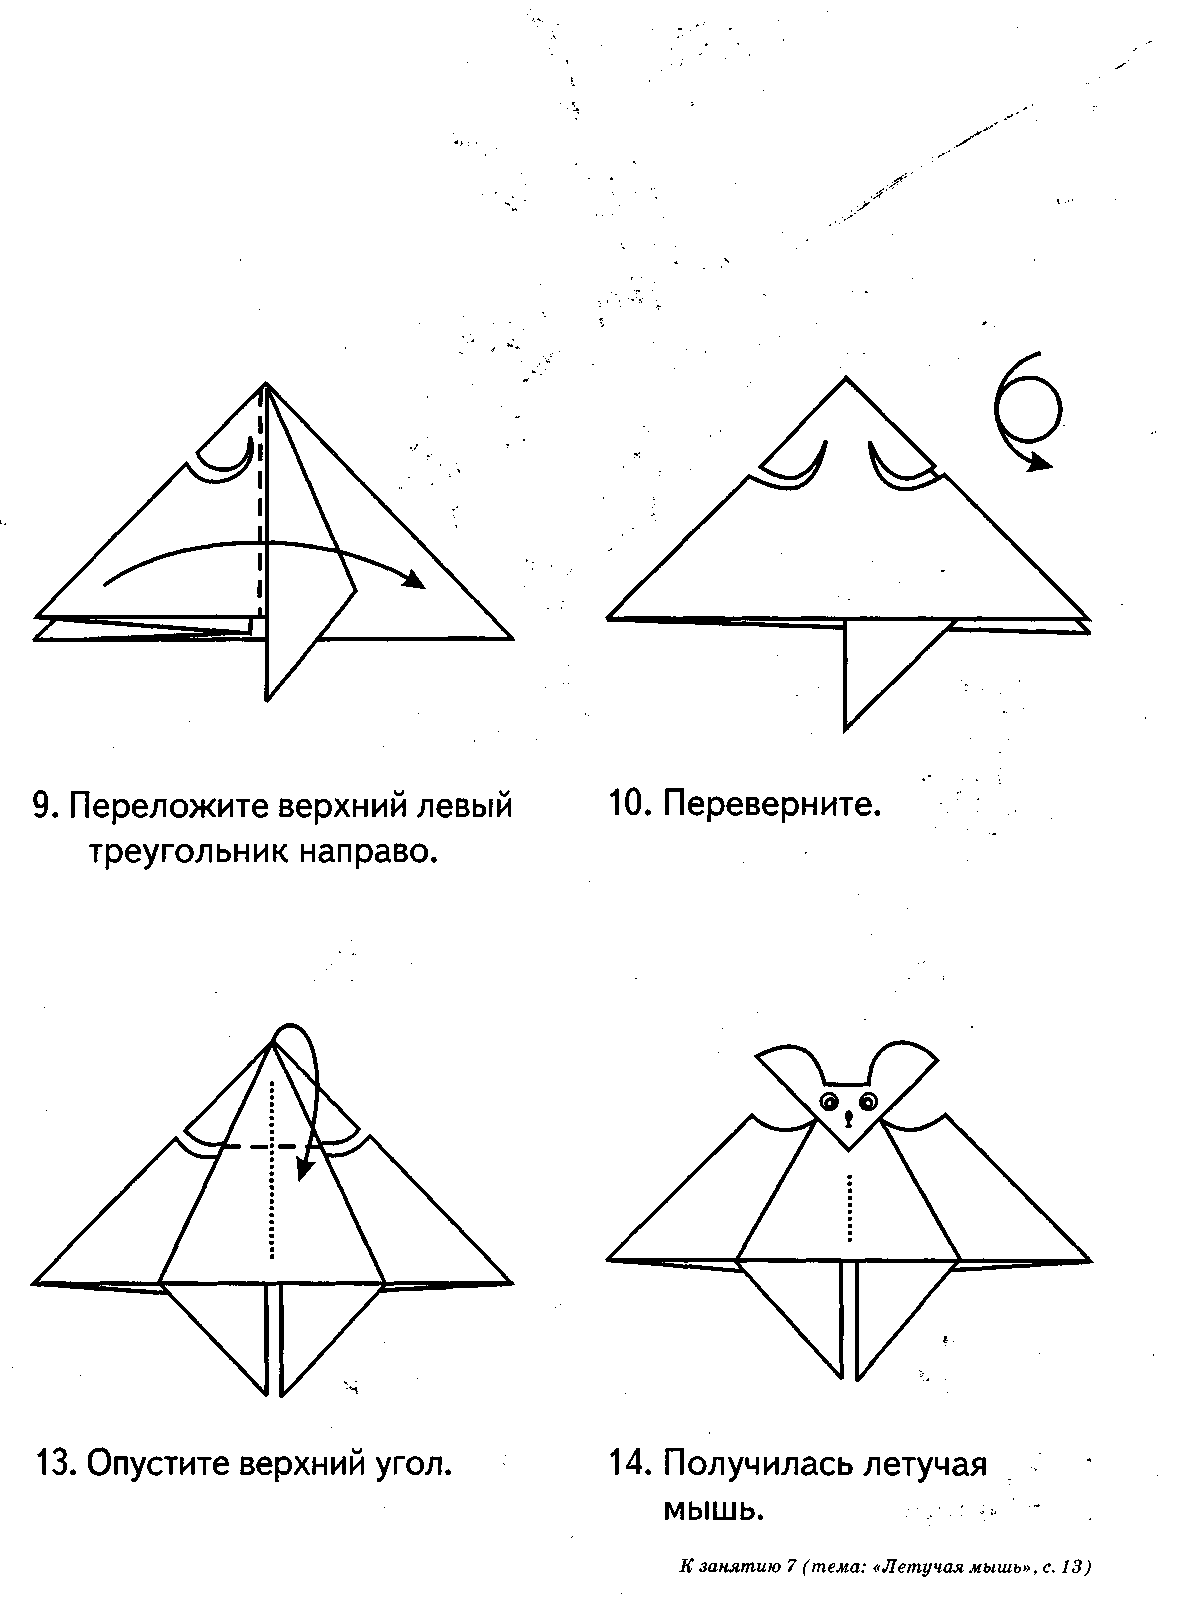 9. Переложите верхний левый
треугольник направо.
10. Переверните.
13. Опустите верхний угол.
14. Получилась летучая
мышь.
К занятию 7 (тема: «Летучая мышь», с. 13)